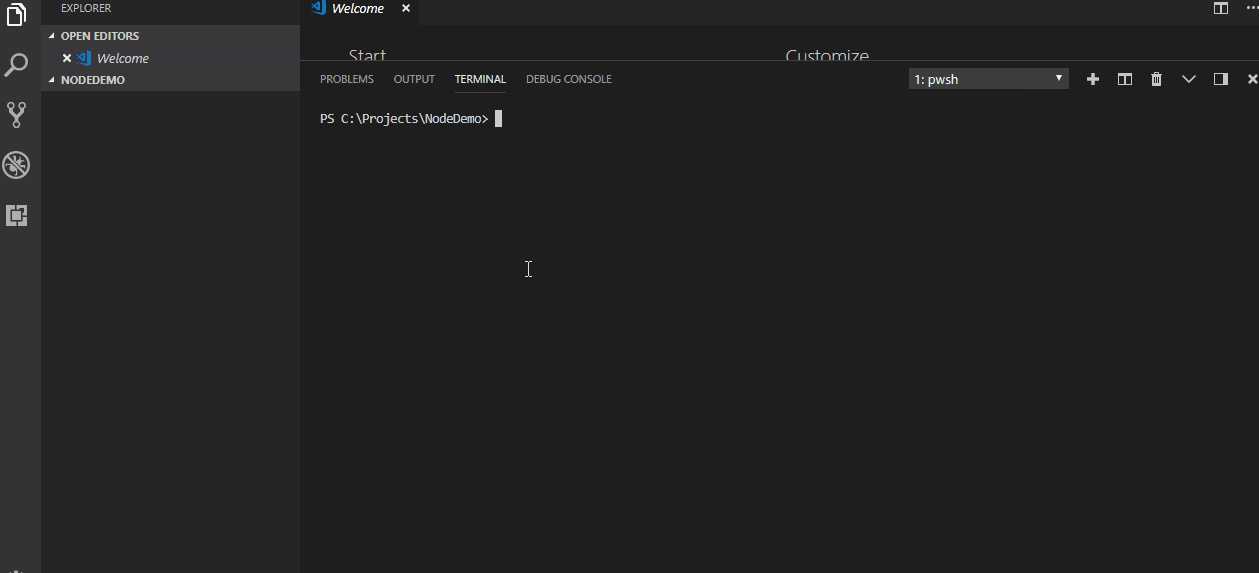 EXPLORER
OPEN EDITORS
Welcome
NODEDEMO
Welcome
Start
Customize
PROBLEMS OUTPUT TERMINAL DEBUG CONSOLE 1: pwsh
PS C:\Projects\NodeDemo>